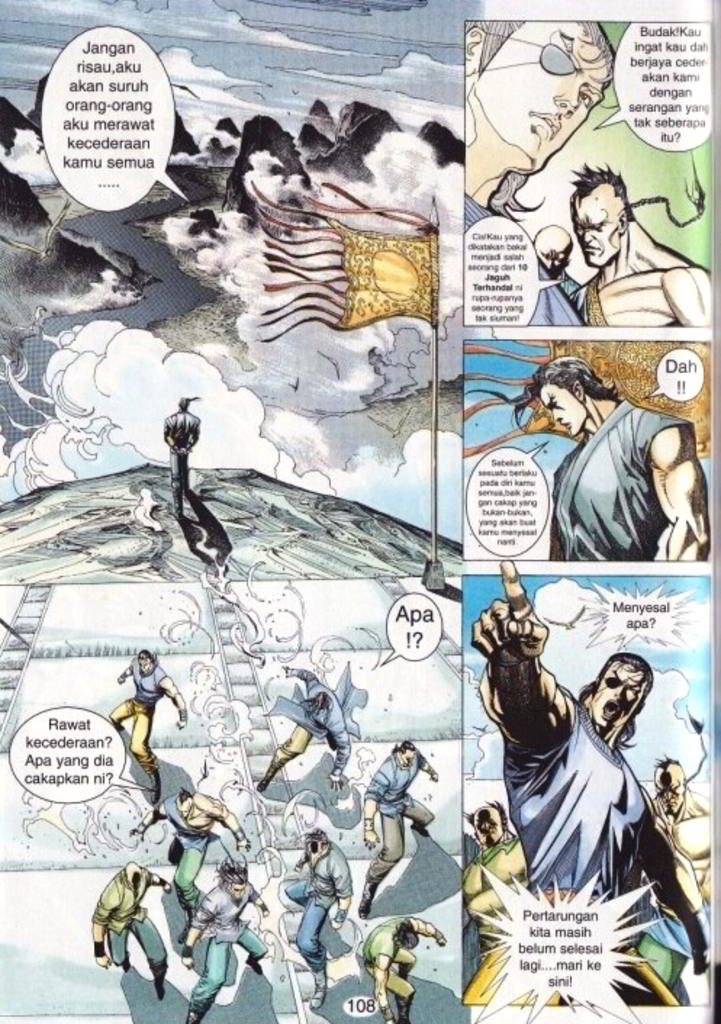 Jangan
risau,aku
akan suruh
orang-orang
aku merawat
kecederaan
kamu semua
.....
Apa
!?
Rawat
kecederaan?
Apa yang dia
cakapkan ni?
Budak!Kau
ingat kau dah
berjaya ceder-
akan kami
dengan
serangan yang
tak seberapa
itu?
Cis!Kau yang
dikatakan bakal
menjadi salah
seorang dari 10
Jaguh
Terhandal ni
rupa-rupanya
seorang yang
tak siuman!
Dah
!!
Sebelum
sesuatu berlaku
pada diri kamu
semua,baik jan-
gan cakap yang
bukan-bukan,
yang akan buat
kamu menyesal
nanti.
Menyesal
apa?
Pertarungan
kita masih
belum selesai
lagi....mari ke
sini!
108